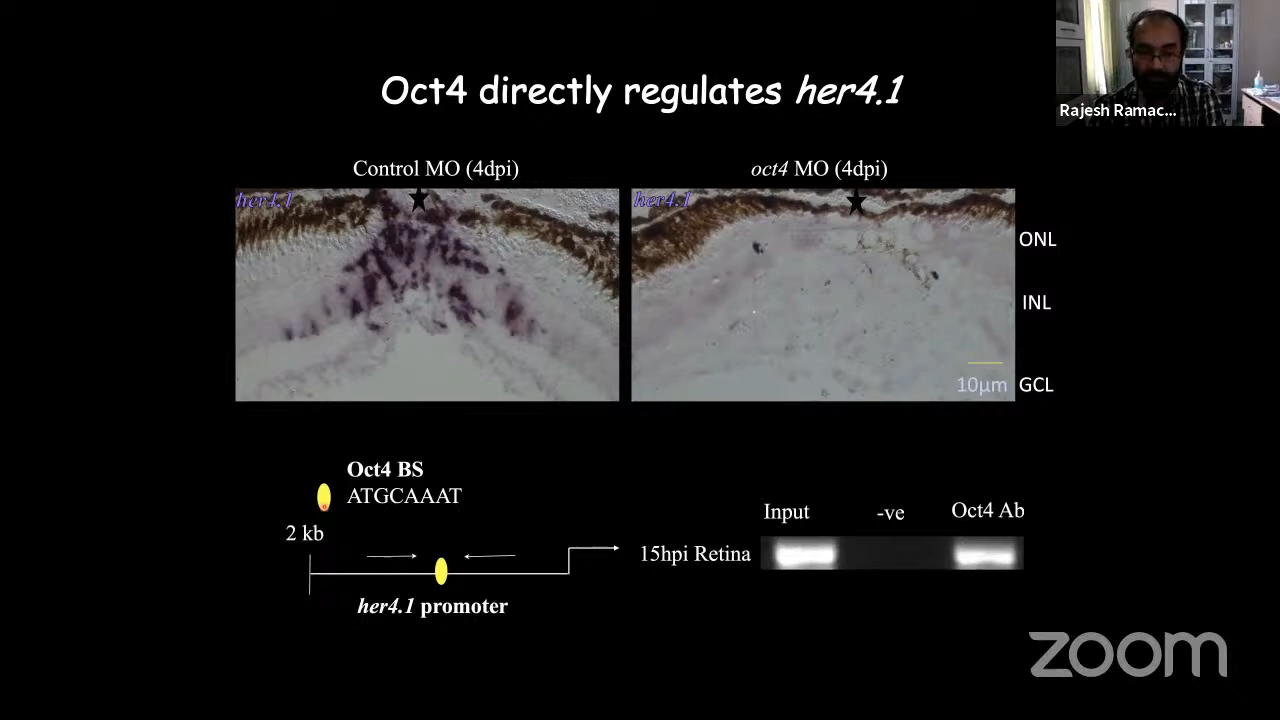 Oct4 directly regulates her4.1
Rajesh Ramac...
Control MO (4dpi)
oct4 MO (4dpi)
her4.1
her4.1
ONL
INL
10µm
GCL
Oct4 BS
ATGCAAAT
2 kb
her4.1 promoter
Input
-ve
Oct4 Ab
15hpi Retina
zoom